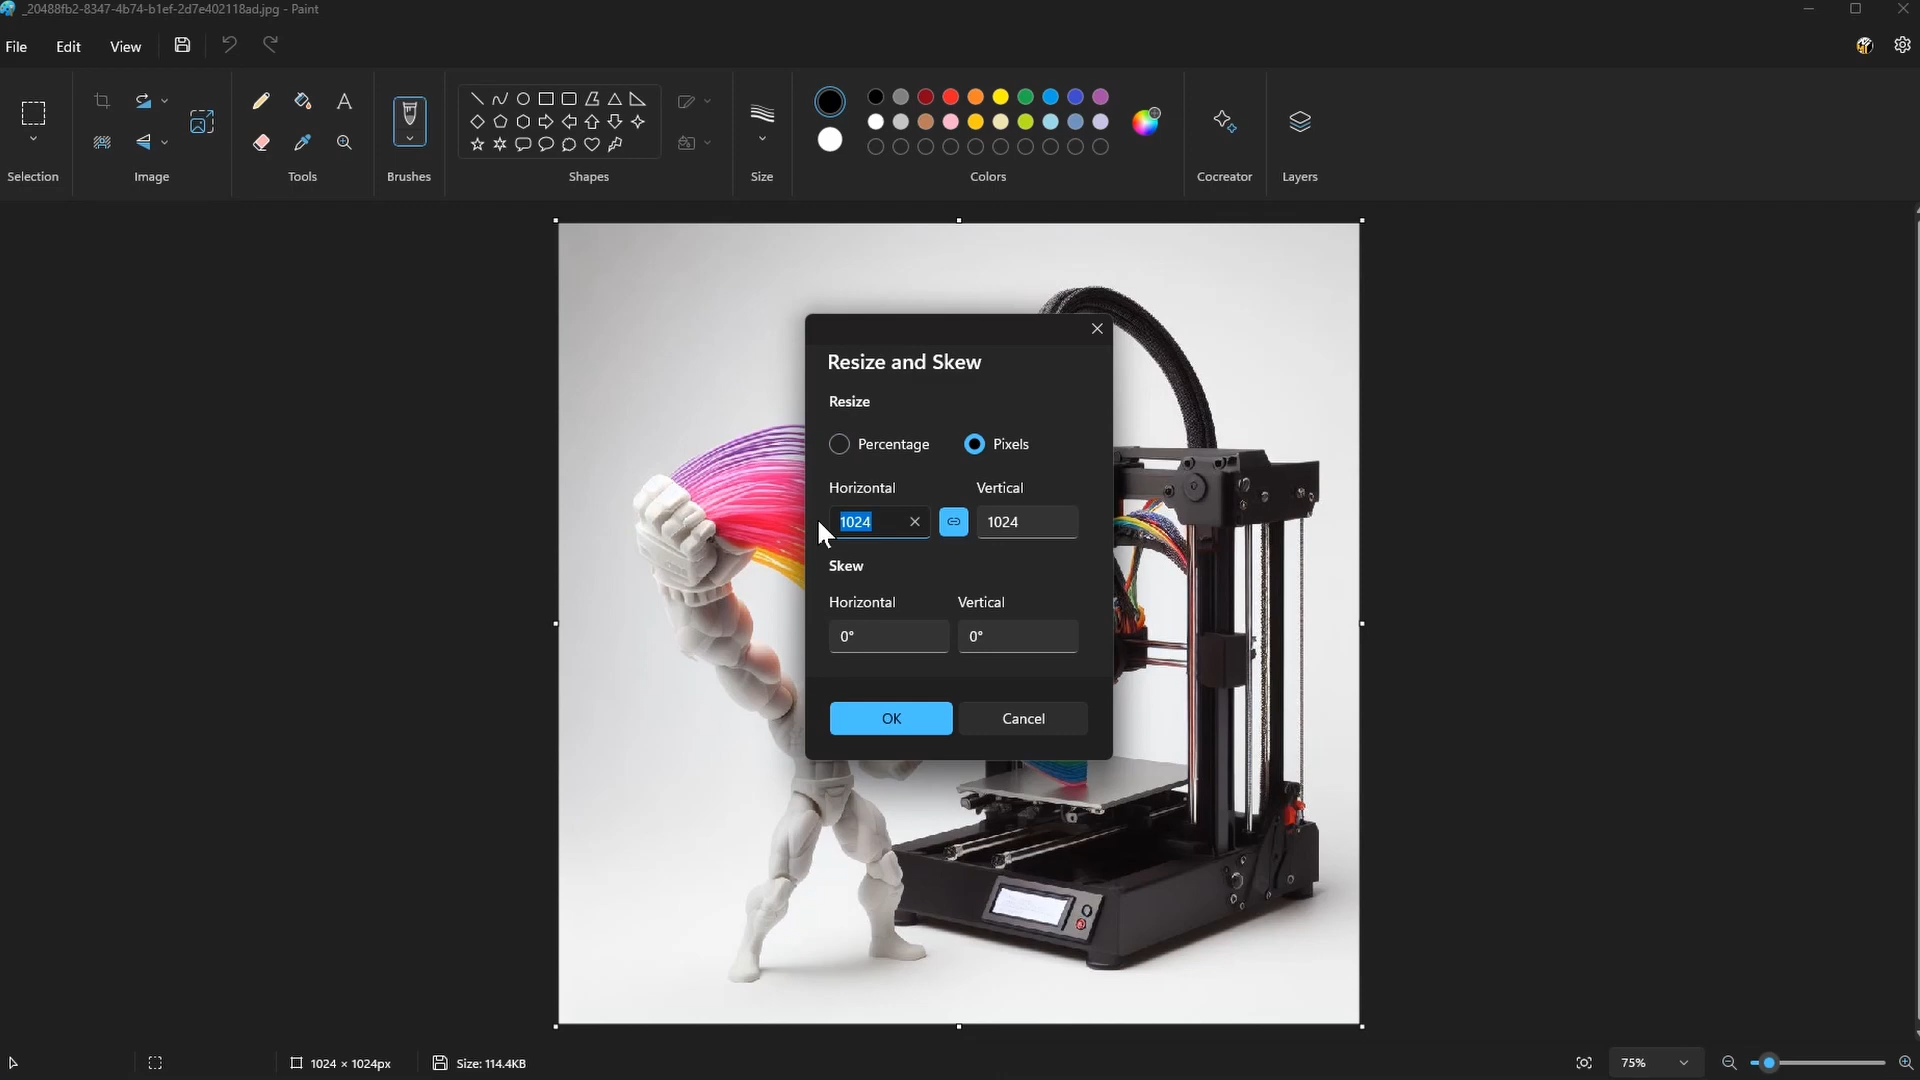 _20488fb2-8347-4b74-b1ef-2d7e402118ad.jpg - Paint
File Edit View
Selection Image Tools Brushes Shapes Size Colors Cocreator Layers
Resize and Skew
Resize
Percentage Pixels
Horizontal Vertical
1024 1024
Skew
Horizontal Vertical
0° 0°
OK Cancel
1024 × 1024px Size: 114.4KB 75%